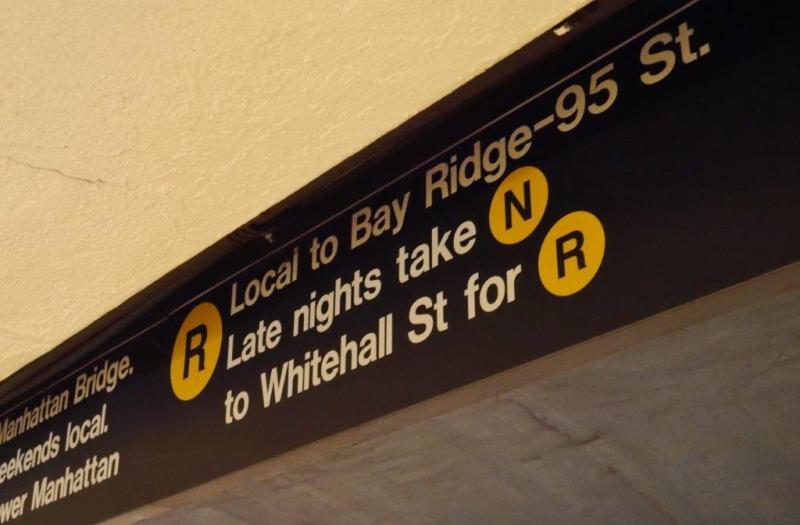 Manhattan Bridge.
eekends local.
wer Manhattan
R Local to Bay Ridge-95 St.
Late nights take N
to Whitehall St for R